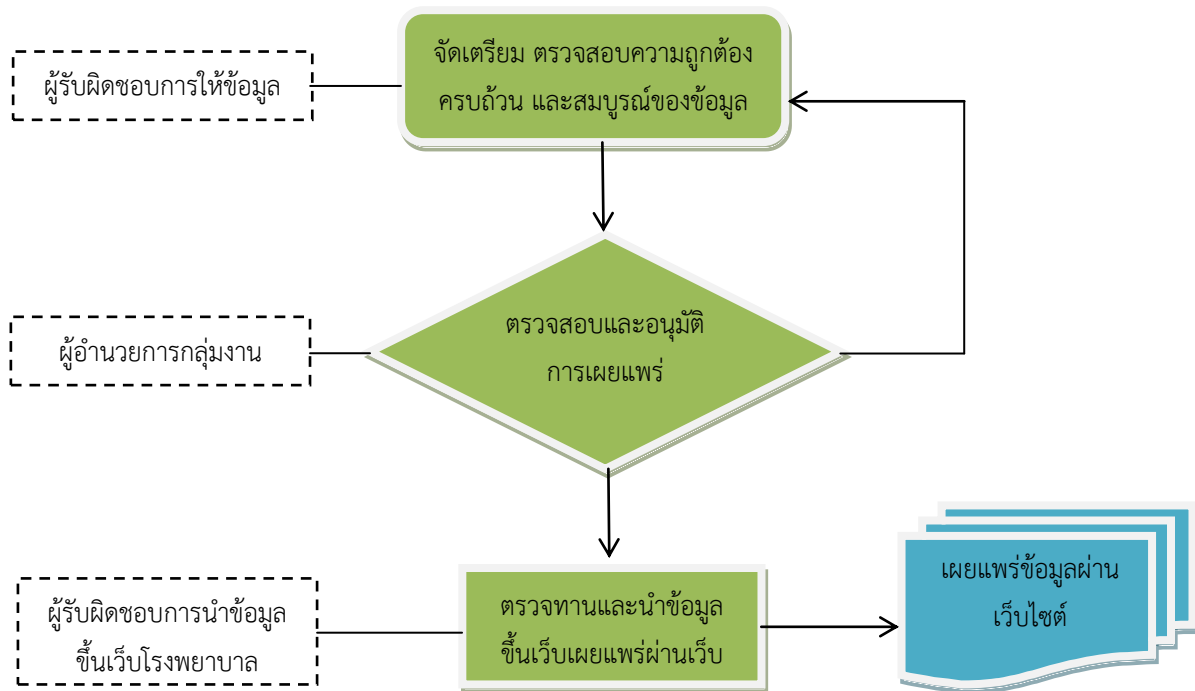 ผู้รับผิดชอบการให้ข้อมูล
จัดเตรียม ตรวจสอบความถูกต้อง
ครบถ้วน และสมบูรณ์ของข้อมูล
ผู้อำนวยการกลุ่มงาน
ตรวจสอบและอนุมัติ
การเผยแพร่
ผู้รับผิดชอบการนำข้อมูล
ขึ้นเว็บโรงพยาบาล
ตรวจทานและนำข้อมูล
ขึ้นเว็บเผยแพร่ผ่านเว็บ
เผยแพร่ข้อมูลผ่าน
เว็บไซต์